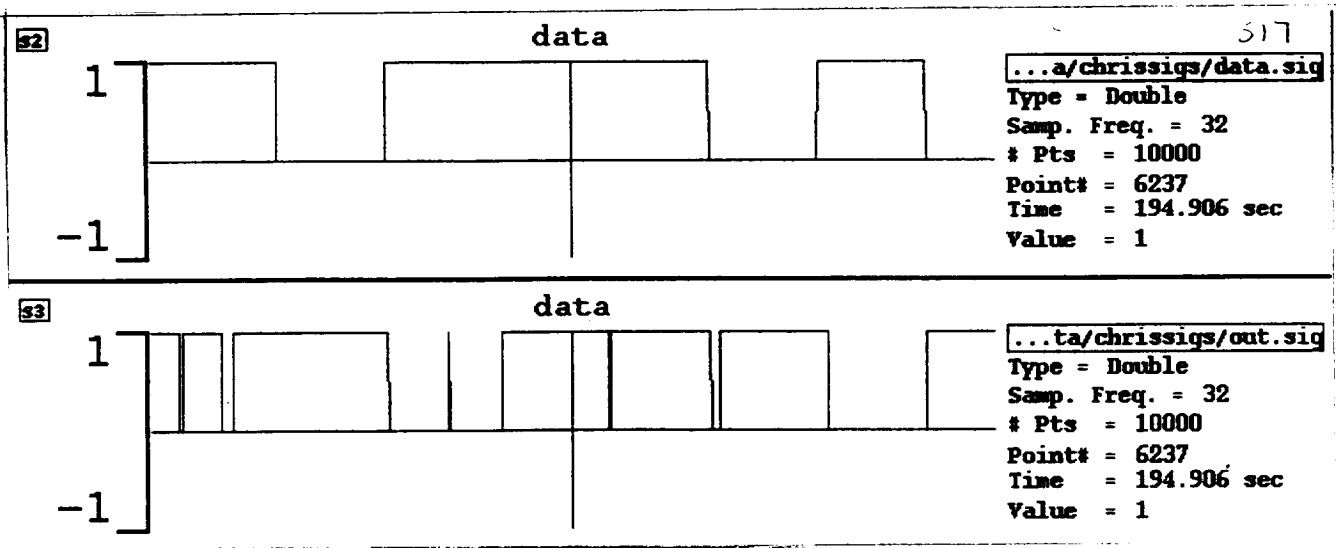 s2
data
517
1
-1
...a/chrissigs/data.sig
Type = Double
Samp. Freq. = 32
# Pts = 10000
Point# = 6237
Time = 194.906 sec
Value = 1
s3
data
1
-1
...ta/chrissigs/out.sig
Type = Double
Samp. Freq. = 32
# Pts = 10000
Point# = 6237
Time = 194.906 sec
Value = 1